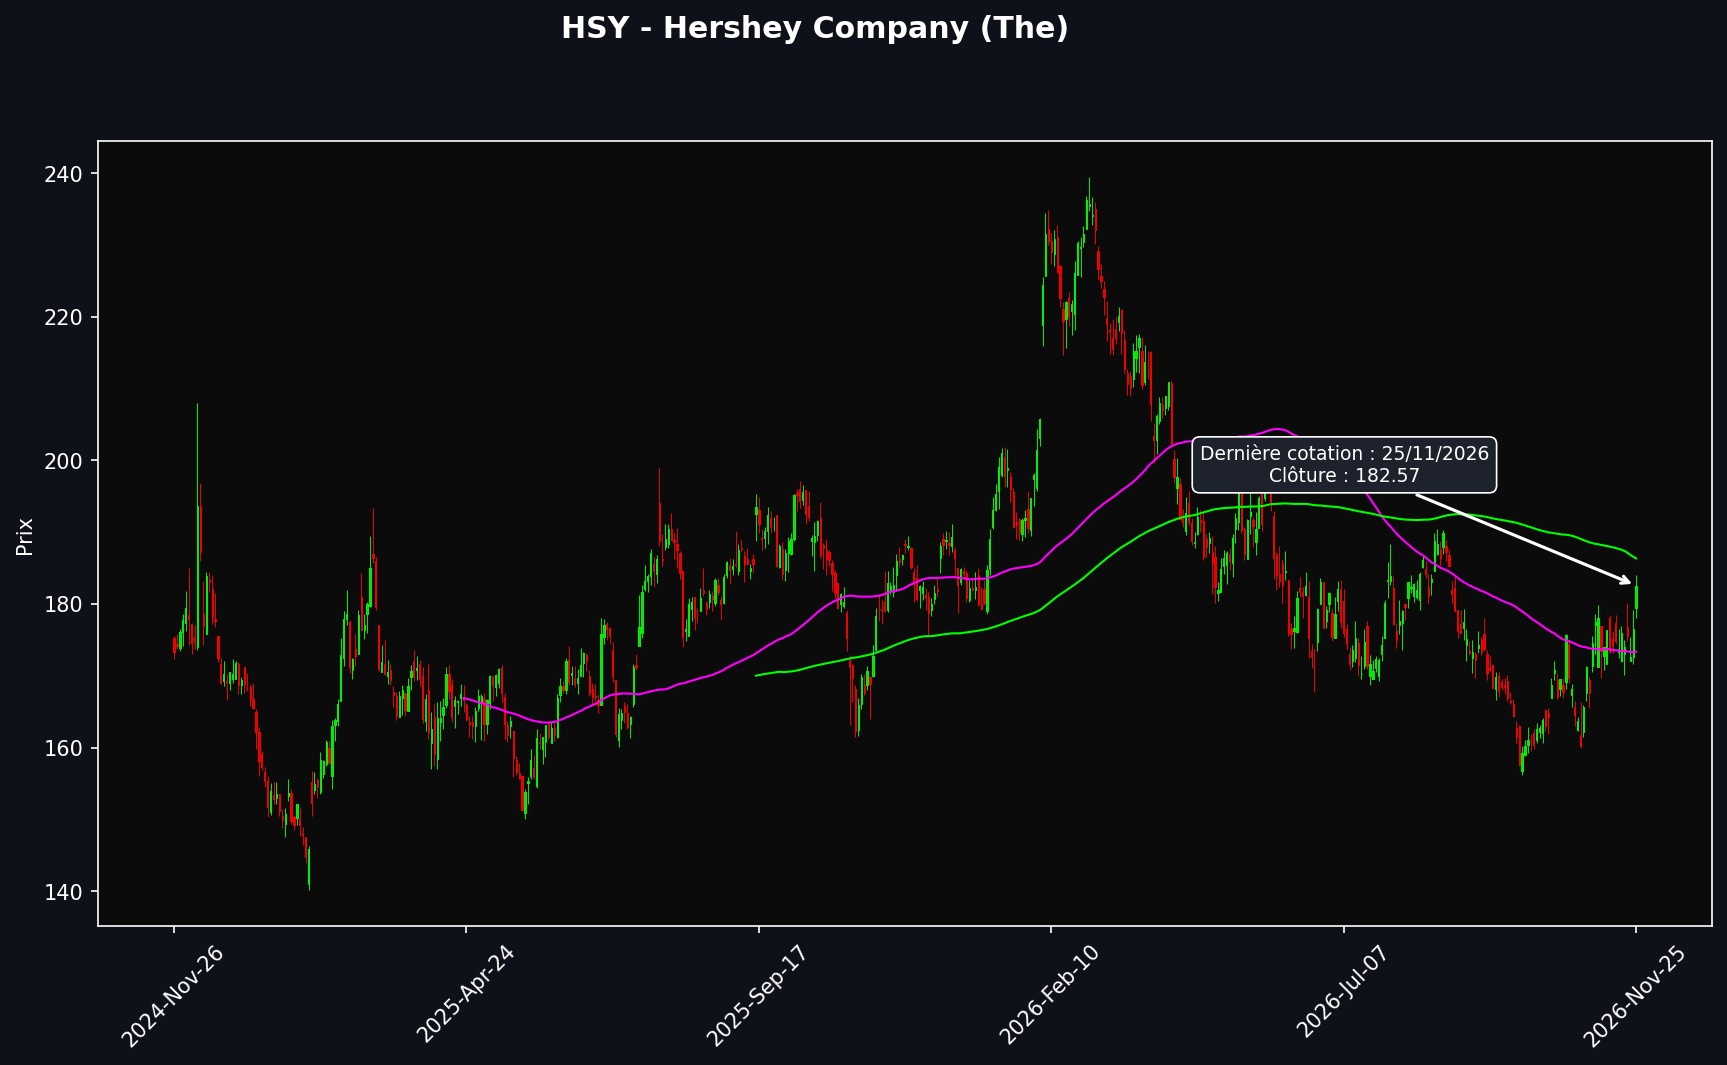 HSY - Hershey Company (The)
240
220
200
180
160
140
Prix
Dernière cotation : 25/11/2026
Clôture : 182.57
2024-Nov-26
2025-Apr-24
2025-Sep-17
2026-Feb-10
2026-Jul-07
2026-Nov-25